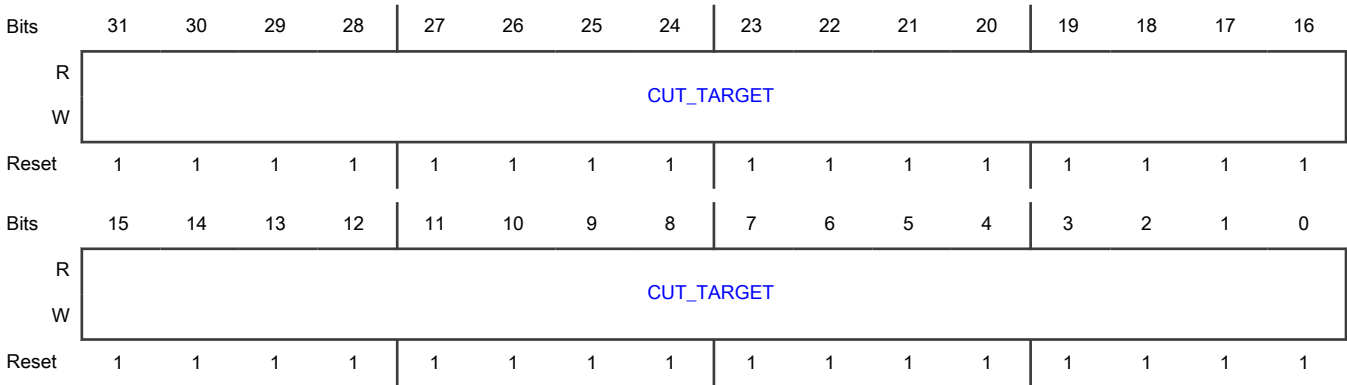 Bits 31 30 29 28 27 26 25 24 23 22 21 20 19 18 17 16
R
CUT_TARGET
W
Reset 1 1 1 1 1 1 1 1 1 1 1 1 1 1 1 1
Bits 15 14 13 12 11 10 9 8 7 6 5 4 3 2 1 0
R
CUT_TARGET
W
Reset 1 1 1 1 1 1 1 1 1 1 1 1 1 1 1 1